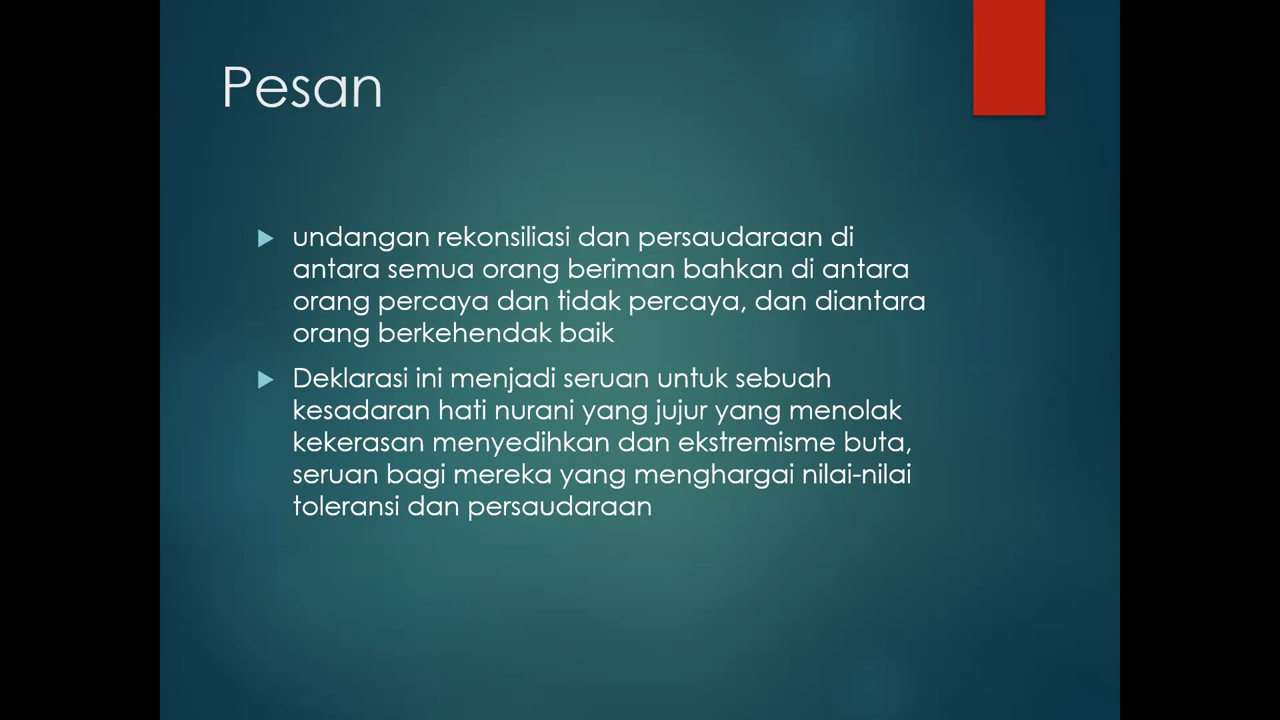 Pesan
undangan rekonsiliasi dan persaudaraan di
antara semua orang beriman bahkan di antara
orang percaya dan tidak percaya, dan diantara
orang berkehendak baik
Deklarasi ini menjadi seruan untuk sebuah
kesadaran hati nurani yang jujur yang menolak
kekerasan menyedihkan dan ekstremisme buta,
seruan bagi mereka yang menghargai nilai-nilai
toleransi dan persaudaraan